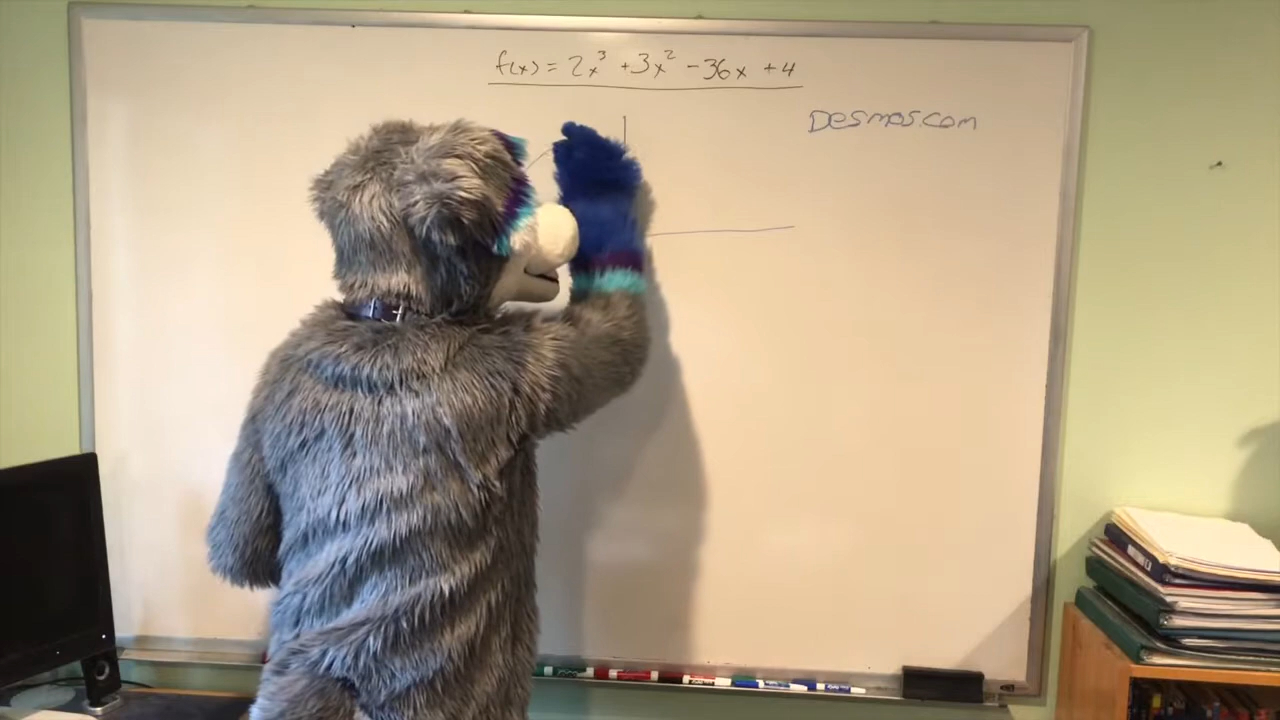 f(x) = 2x³ + 3x² - 36x + 4
Desmos.com